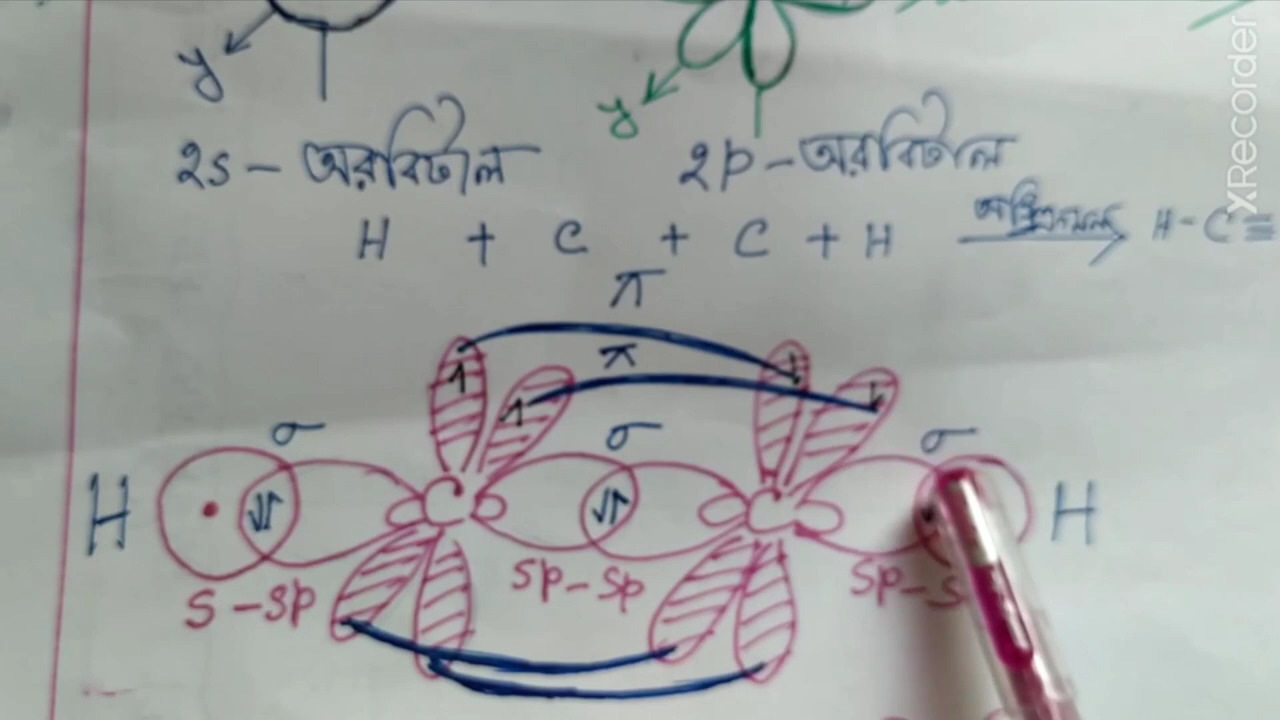 y
y
2s - অরবিটাল 2p - অরবিটাল
H + C + C + H H - C ≡
π
π
σ σ σ
H C C H
s - sp sp - sp sp - s
XRecorder